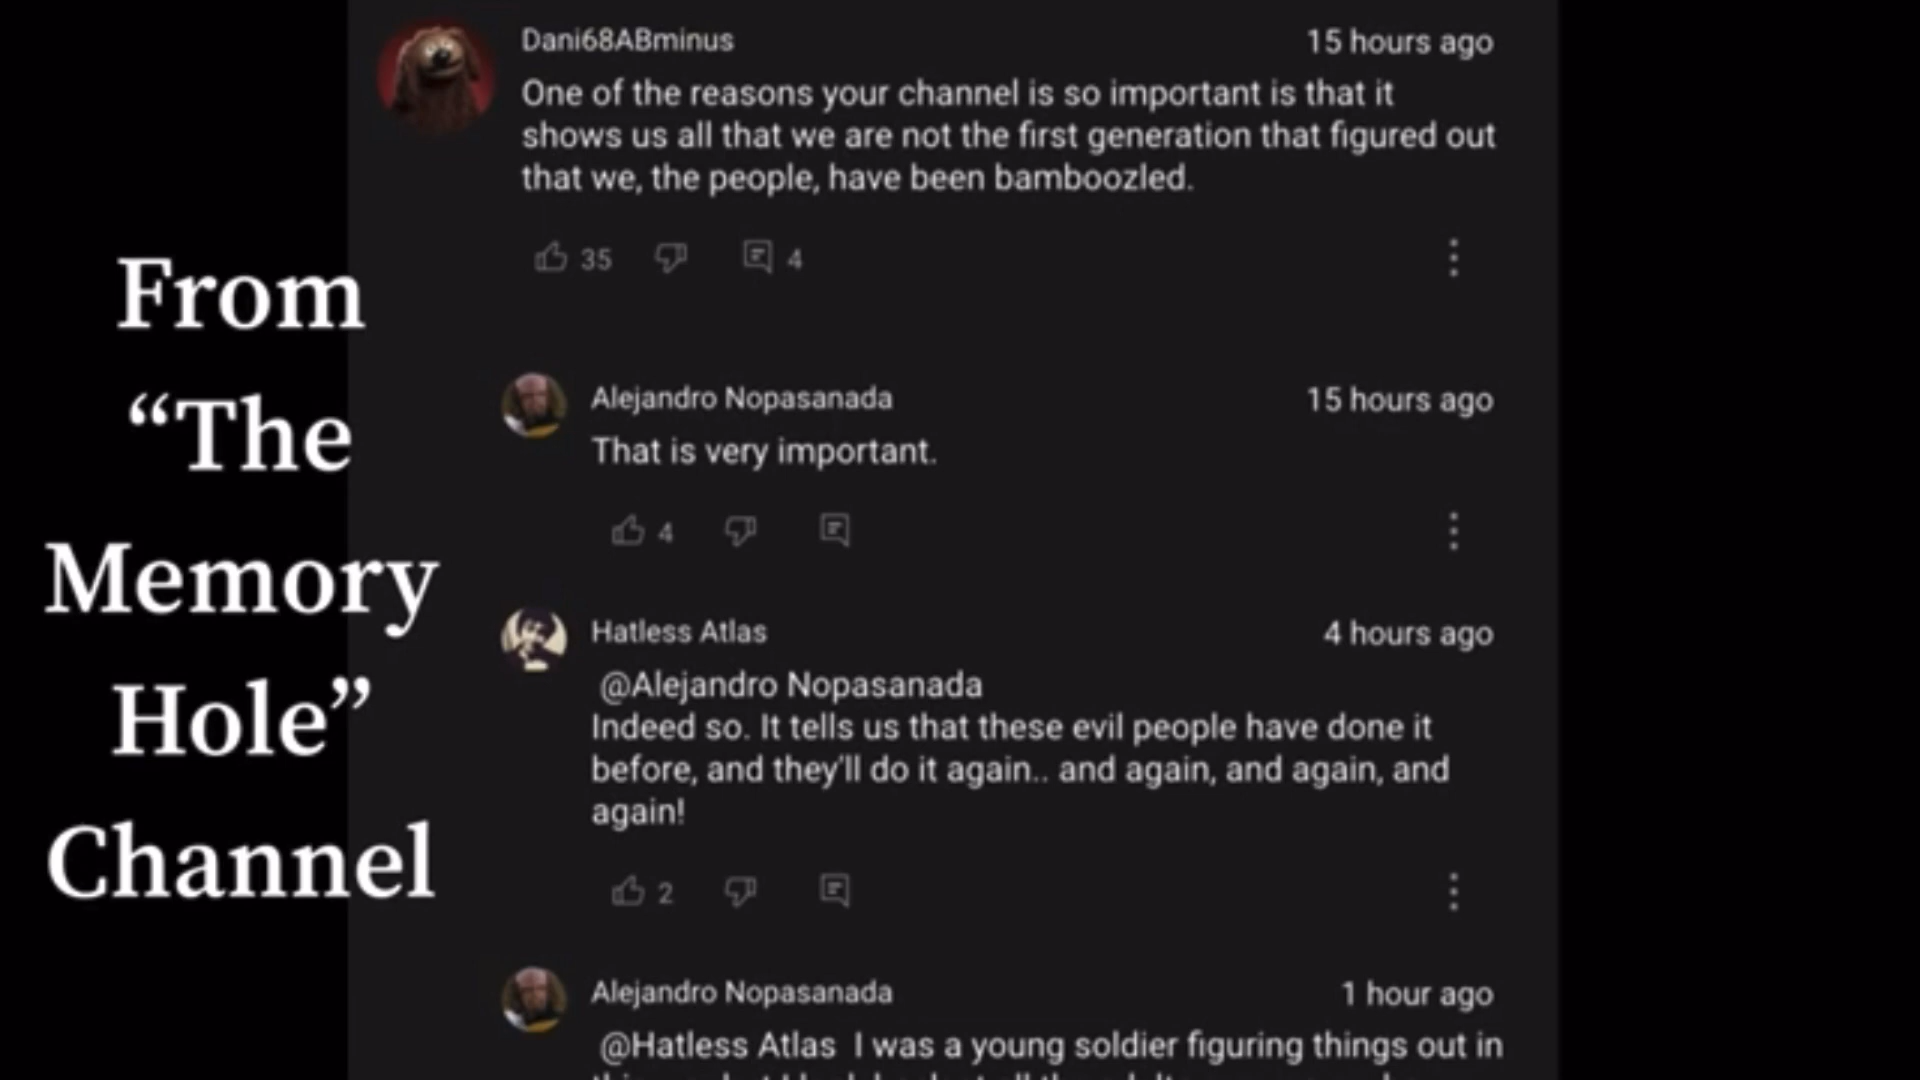 Dani68ABminus
15 hours ago
One of the reasons your channel is so important is that it
shows us all that we are not the first generation that figured out
that we, the people, have been bamboozled.
35
4
From
“The
Memory
Hole”
Channel
Alejandro Nopasanada
15 hours ago
That is very important.
4
Hatless Atlas
4 hours ago
@Alejandro Nopasanada
Indeed so. It tells us that these evil people have done it
before, and they'll do it again.. and again, and again, and
again!
2
Alejandro Nopasanada
1 hour ago
@Hatless Atlas I was a young soldier figuring things out in